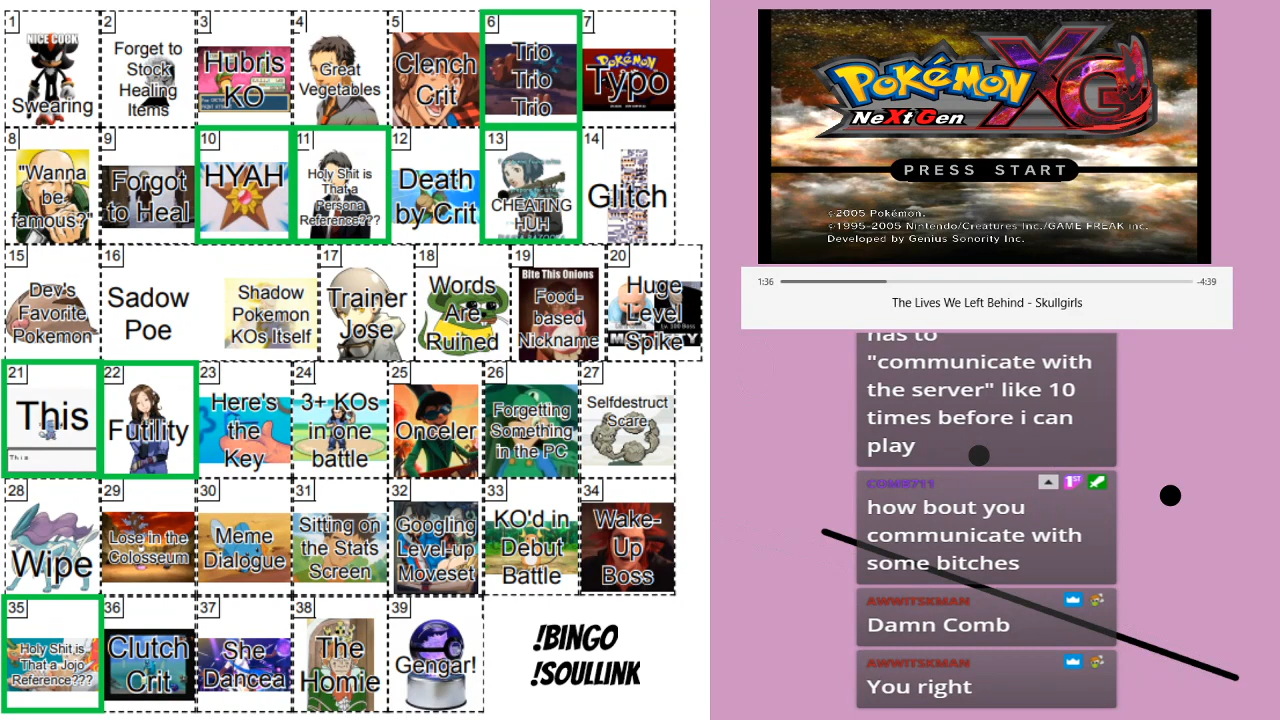 1
NICE COCK
Swearing
2
Forget to
Stock
Healing
Items
3
Hubris
KO
4
Great
Vegetables
5
Clench
Crit
6
Trio
Trio
Trio
7
POKÉMON
Typo
8
"Wanna
be
famous?"
9
Forgot
to Heal
10
HYAH
11
Holy Shit is
That a
Persona
Reference???
12
Death
by Crit
13
CHEATING
HUH
14
Glitch
15
Dev's
Favorite
Pokemon
16
Sadow
Poe
Shadow
Pokemon
KOs Itself
17
Trainer
Jose
18
Words
Are
Ruined
19
Bite This Onions
Food-
based
Nickname
20
Huge
Level
Spike
21
This
This
22
Futility
23
Here's
the
Key
24
3+ KOs
in one
battle
25
Onceler
26
Forgetting
Something
in the PC
27
Selfdestruct
Scare
28
Wipe
29
Lose in the
Colosseum
30
Meme
Dialogue
31
Sitting on
the Stats
Screen
32
Googling
Level-up
Moveset
33
KO'd in
Debut
Battle
34
Wake-
Up
Boss
35
Holy Shit is
That a Jojo
Reference???
36
Clutch
Crit
37
She
Dancea
38
The
Homie
39
Gengar!
!BINGO
!SOULLINK
POKéMON XG
NeXt Gen
PRESS START
©2005 Pokémon.
©1995-2005 Nintendo/Creatures Inc./GAME FREAK inc.
Developed by Genius Sonority Inc.
1:36
-4:39
The Lives We Left Behind - Skullgirls
has to
"communicate with
the server" like 10
times before i can
play
COMB711
1ST
how bout you
communicate with
some bitches
AWWITSKMAN
Damn Comb
AWWITSKMAN
You right